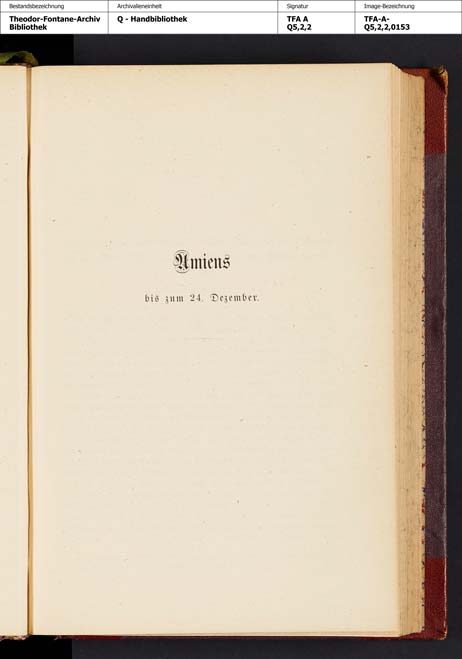 Bestandsbezeichnung
Theodor-Fontane-Archiv
Bibliothek
Archivalieneinheit
Q - Handbibliothek
Signatur
TFA A
Q5,2,2
Image-Bezeichnung
TFA-A-
Q5,2,2,0153
Amiens
bis zum 24. Dezember.